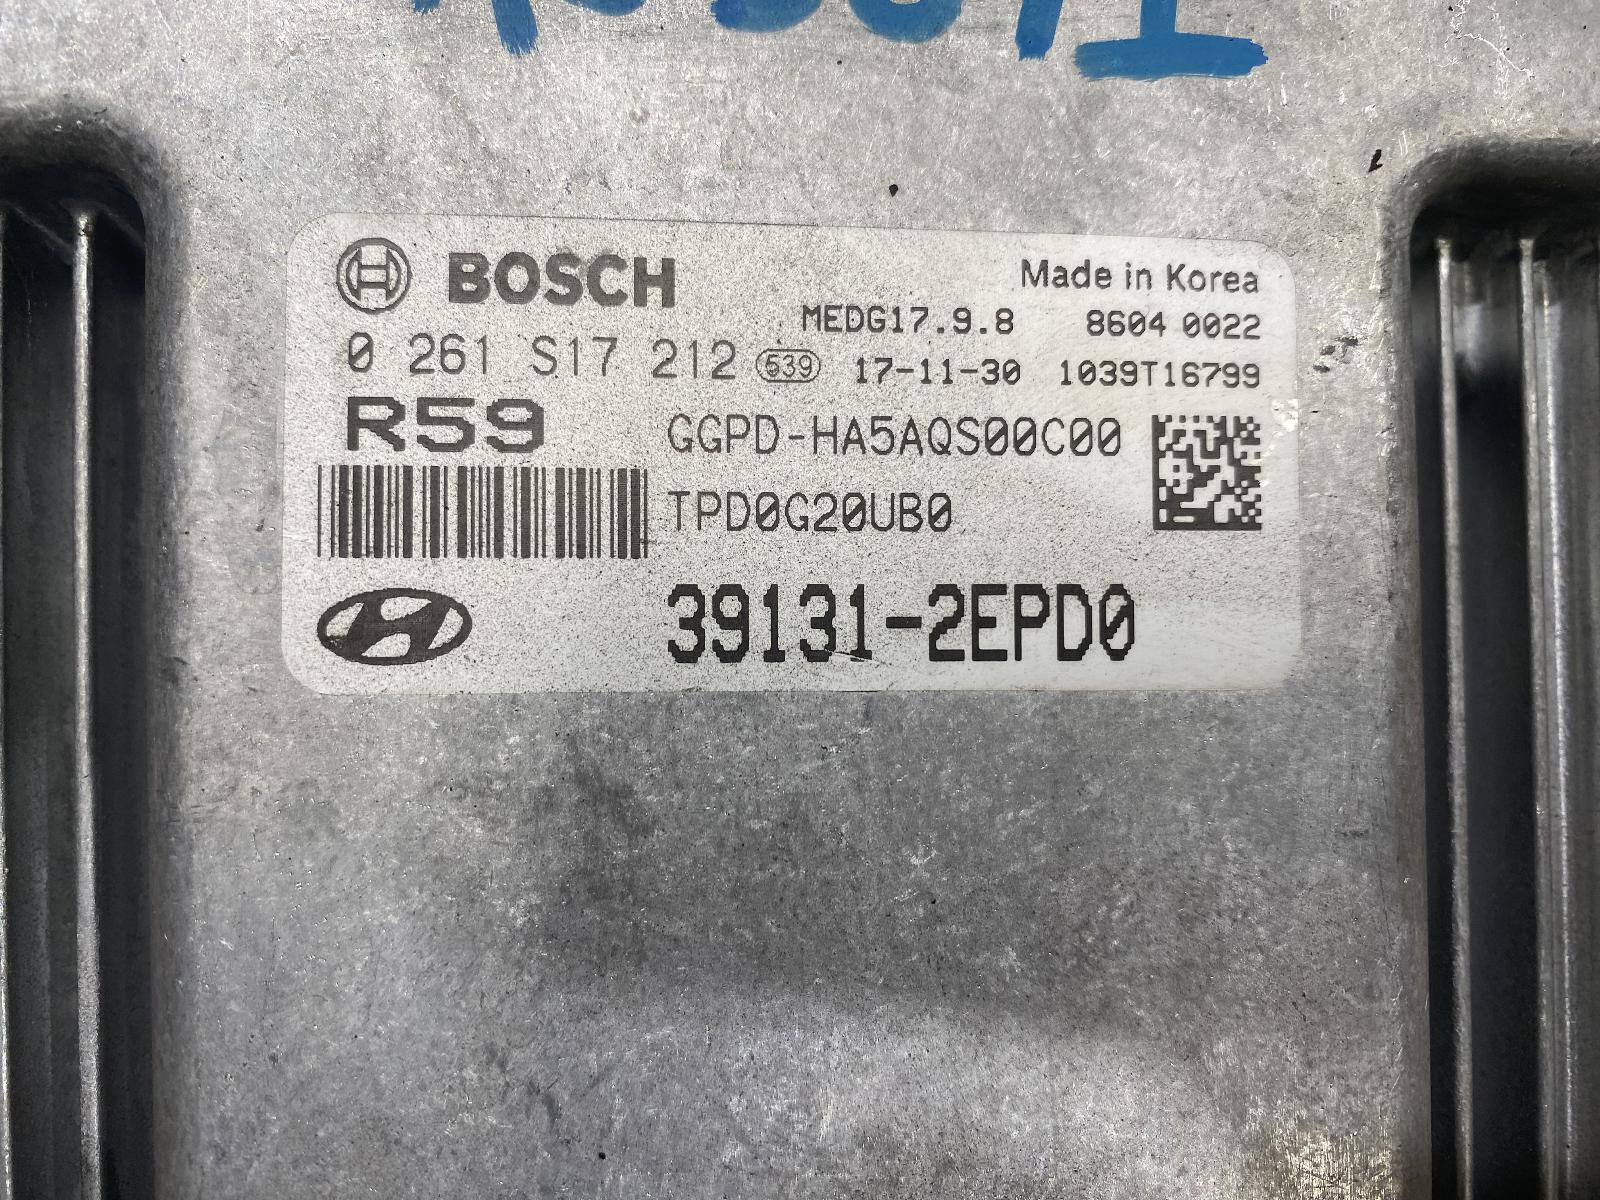 BOSCH
Made in Korea
MEDG17.9.8 8604 0022
0 261 S17 212 539 17-11-30 1039T16799
R59 GGPD-HA5AQS00C00
TPD0G20UB0
39131-2EPD0